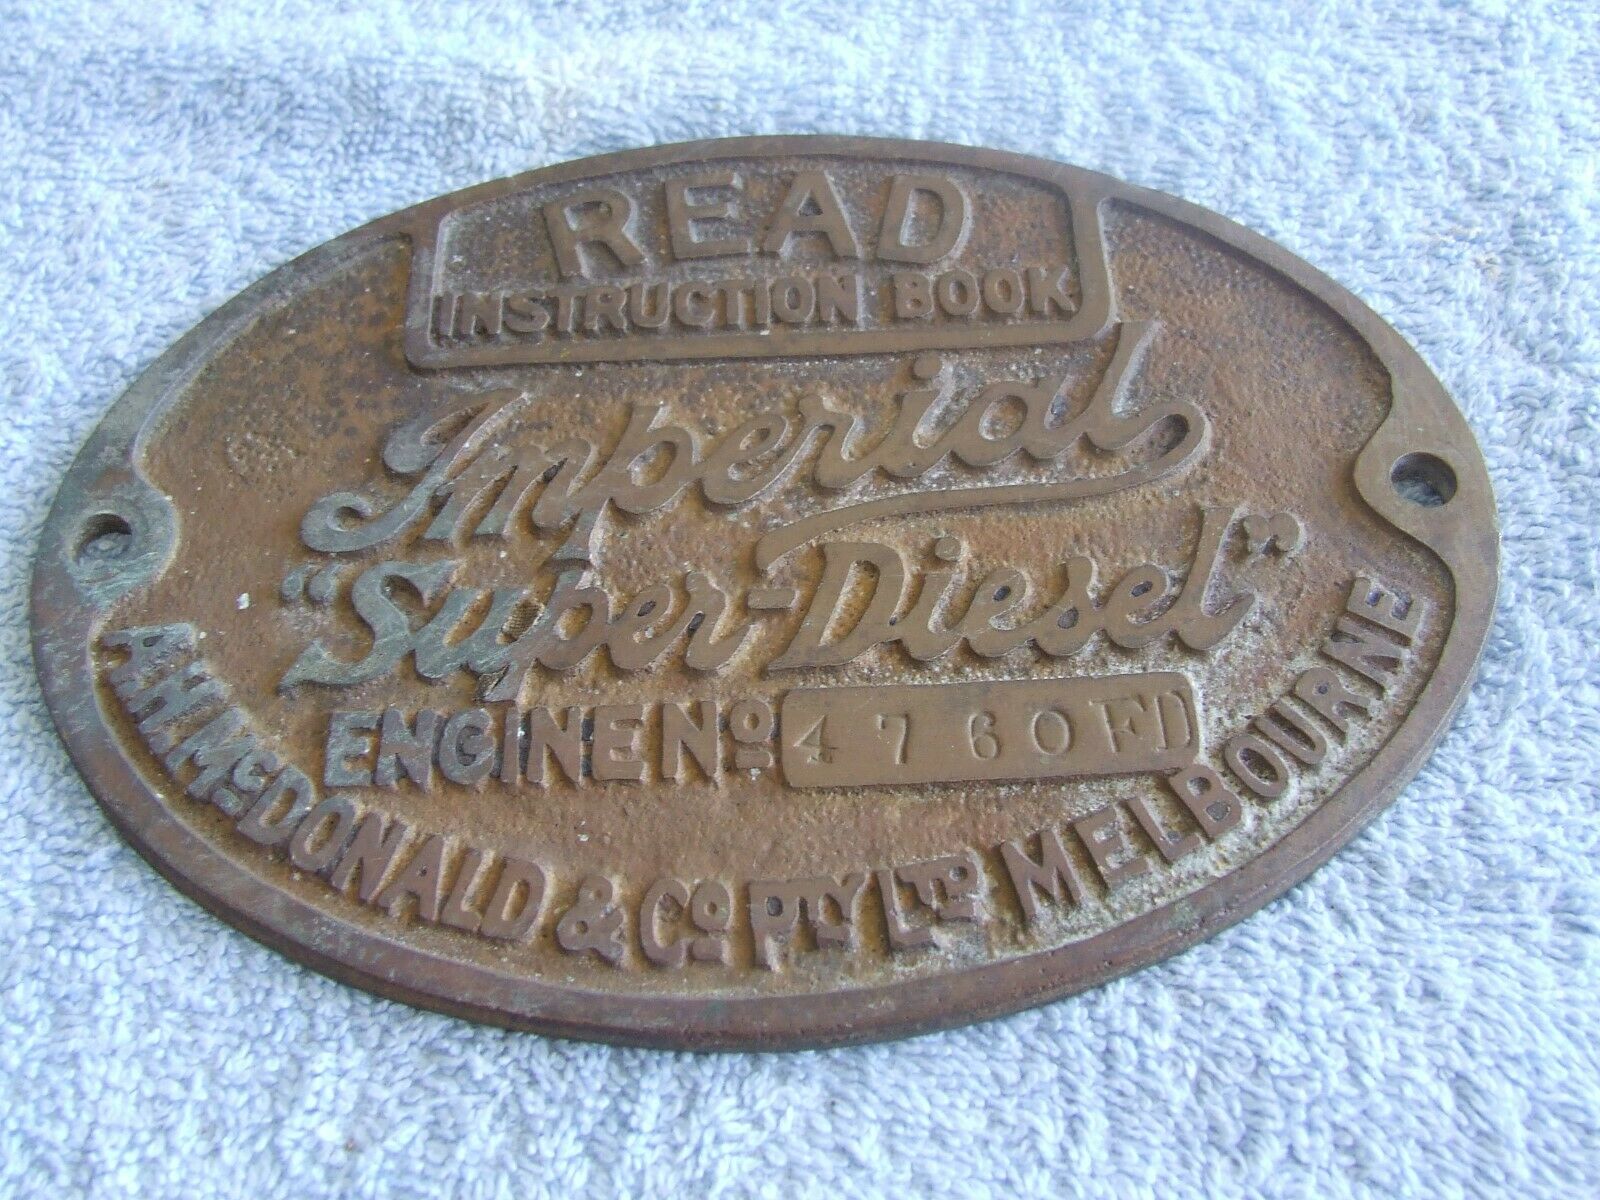 READ
INSTRUCTION BOOK
Imperial
"Super-Diesel"
ENGINE No 4760FD
A.H. McDONALD & Co PTY LTD MELBOURNE